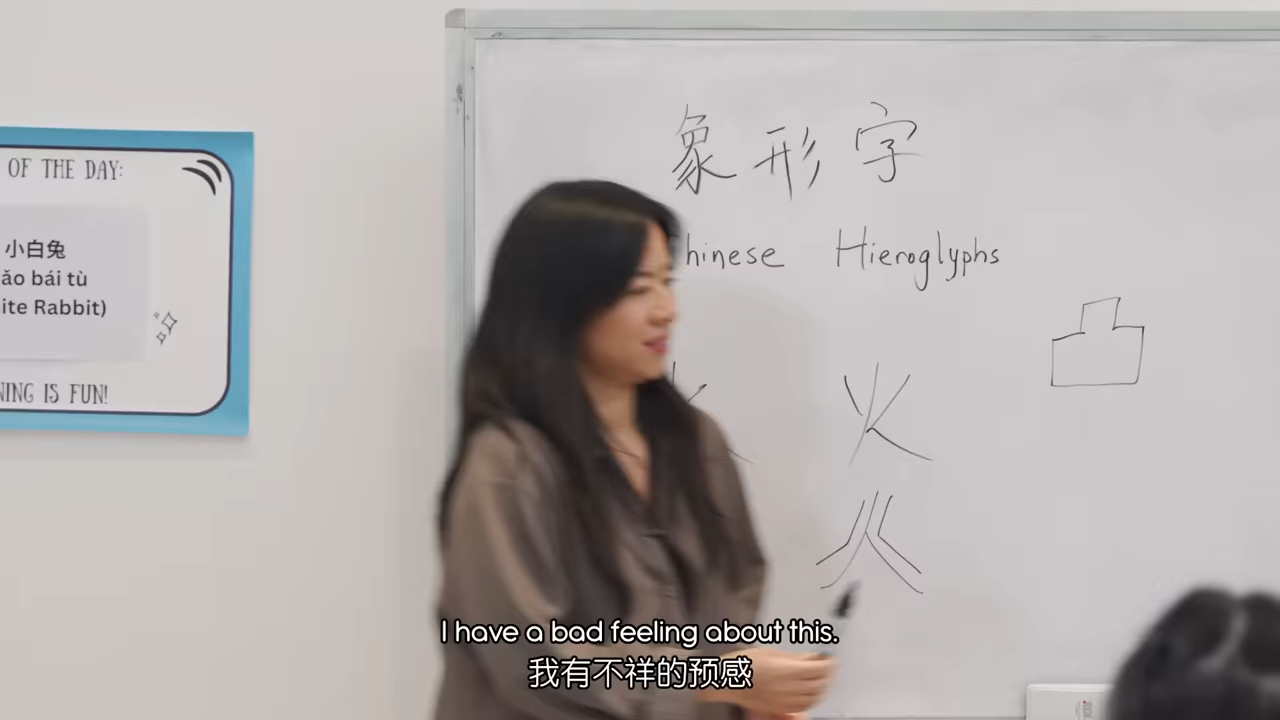 OF THE DAY:
小白兔
ǎo bái tù
ite Rabbit)
NING IS FUN!
象形字
hinese Hieroglyphs
火
I have a bad feeling about this.
我有不祥的预感